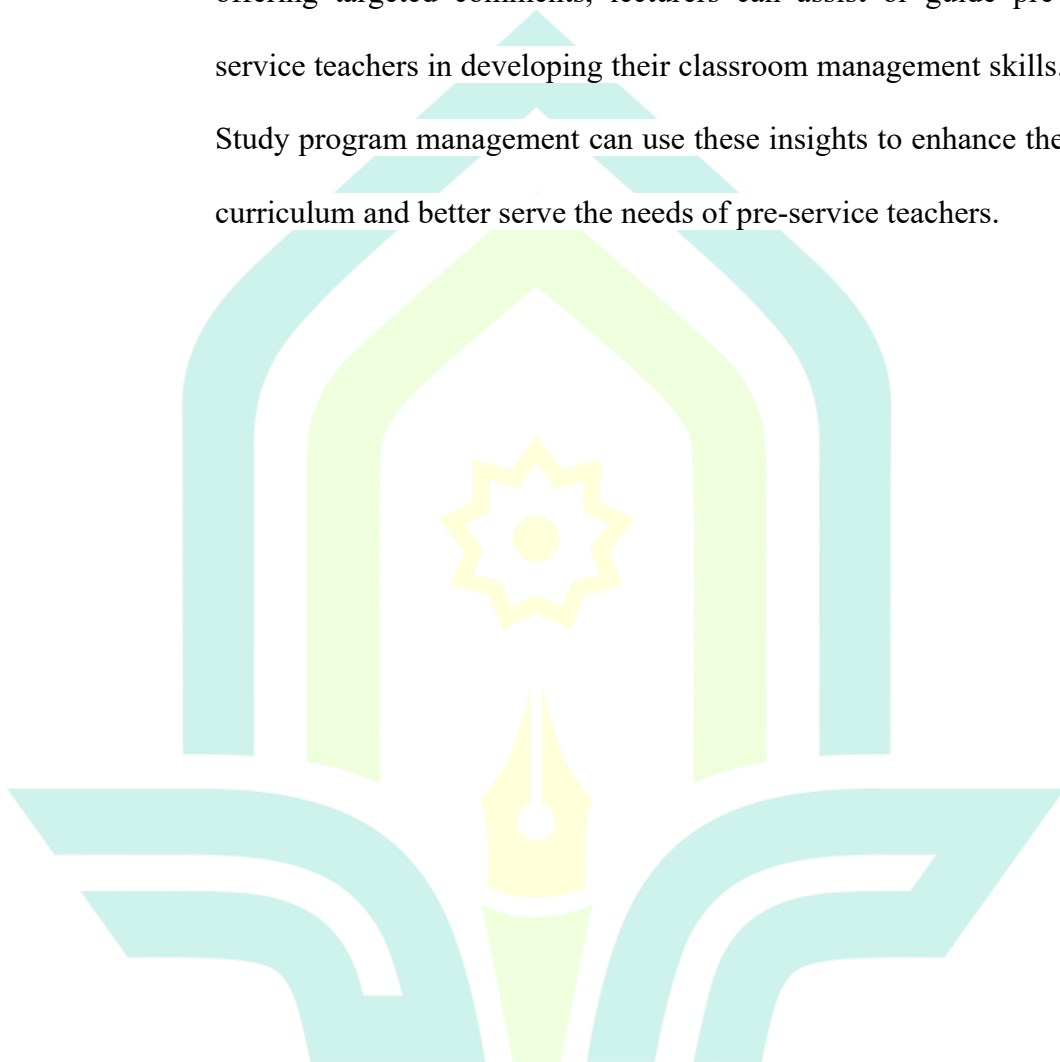 offering targeted comments, lecturers can assist or guide pre-
service teachers in developing their classroom management skills.
Study program management can use these insights to enhance the
curriculum and better serve the needs of pre-service teachers.